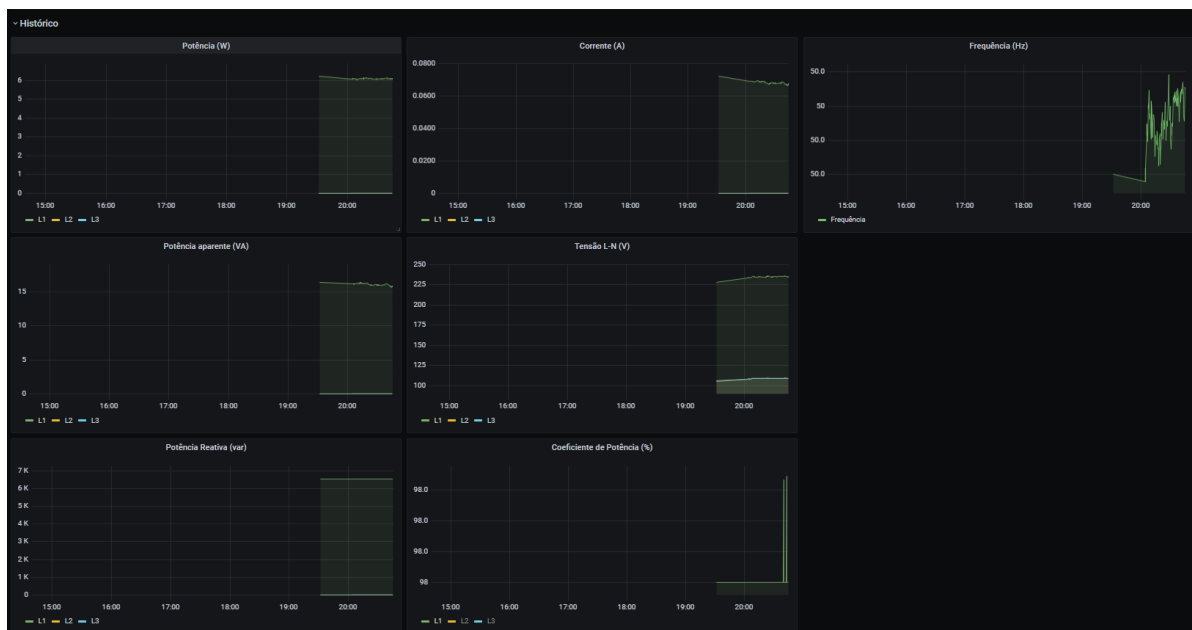 Histórico
Potência (W)
6
5
4
3
2
1
0
15:00 16:00 17:00 18:00 19:00 20:00
L1 L2 L3
Corrente (A)
0.0800
0.0600
0.0400
0.0200
0
15:00 16:00 17:00 18:00 19:00 20:00
L1 L2 L3
Frequência (Hz)
50.0
50
50.0
50.0
15:00 16:00 17:00 18:00 19:00 20:00
Frequência
Potência aparente (VA)
15
10
5
0
15:00 16:00 17:00 18:00 19:00 20:00
L1 L2 L3
Tensão L-N (V)
250
225
200
175
150
125
100
15:00 16:00 17:00 18:00 19:00 20:00
L1 L2 L3
Potência Reativa (var)
7 K
6 K
5 K
4 K
3 K
2 K
1 K
0
15:00 16:00 17:00 18:00 19:00 20:00
L1 L2 L3
Coeficiente de Potência (%)
98.0
98.0
98.0
98
15:00 16:00 17:00 18:00 19:00 20:00
L1 L2 L3